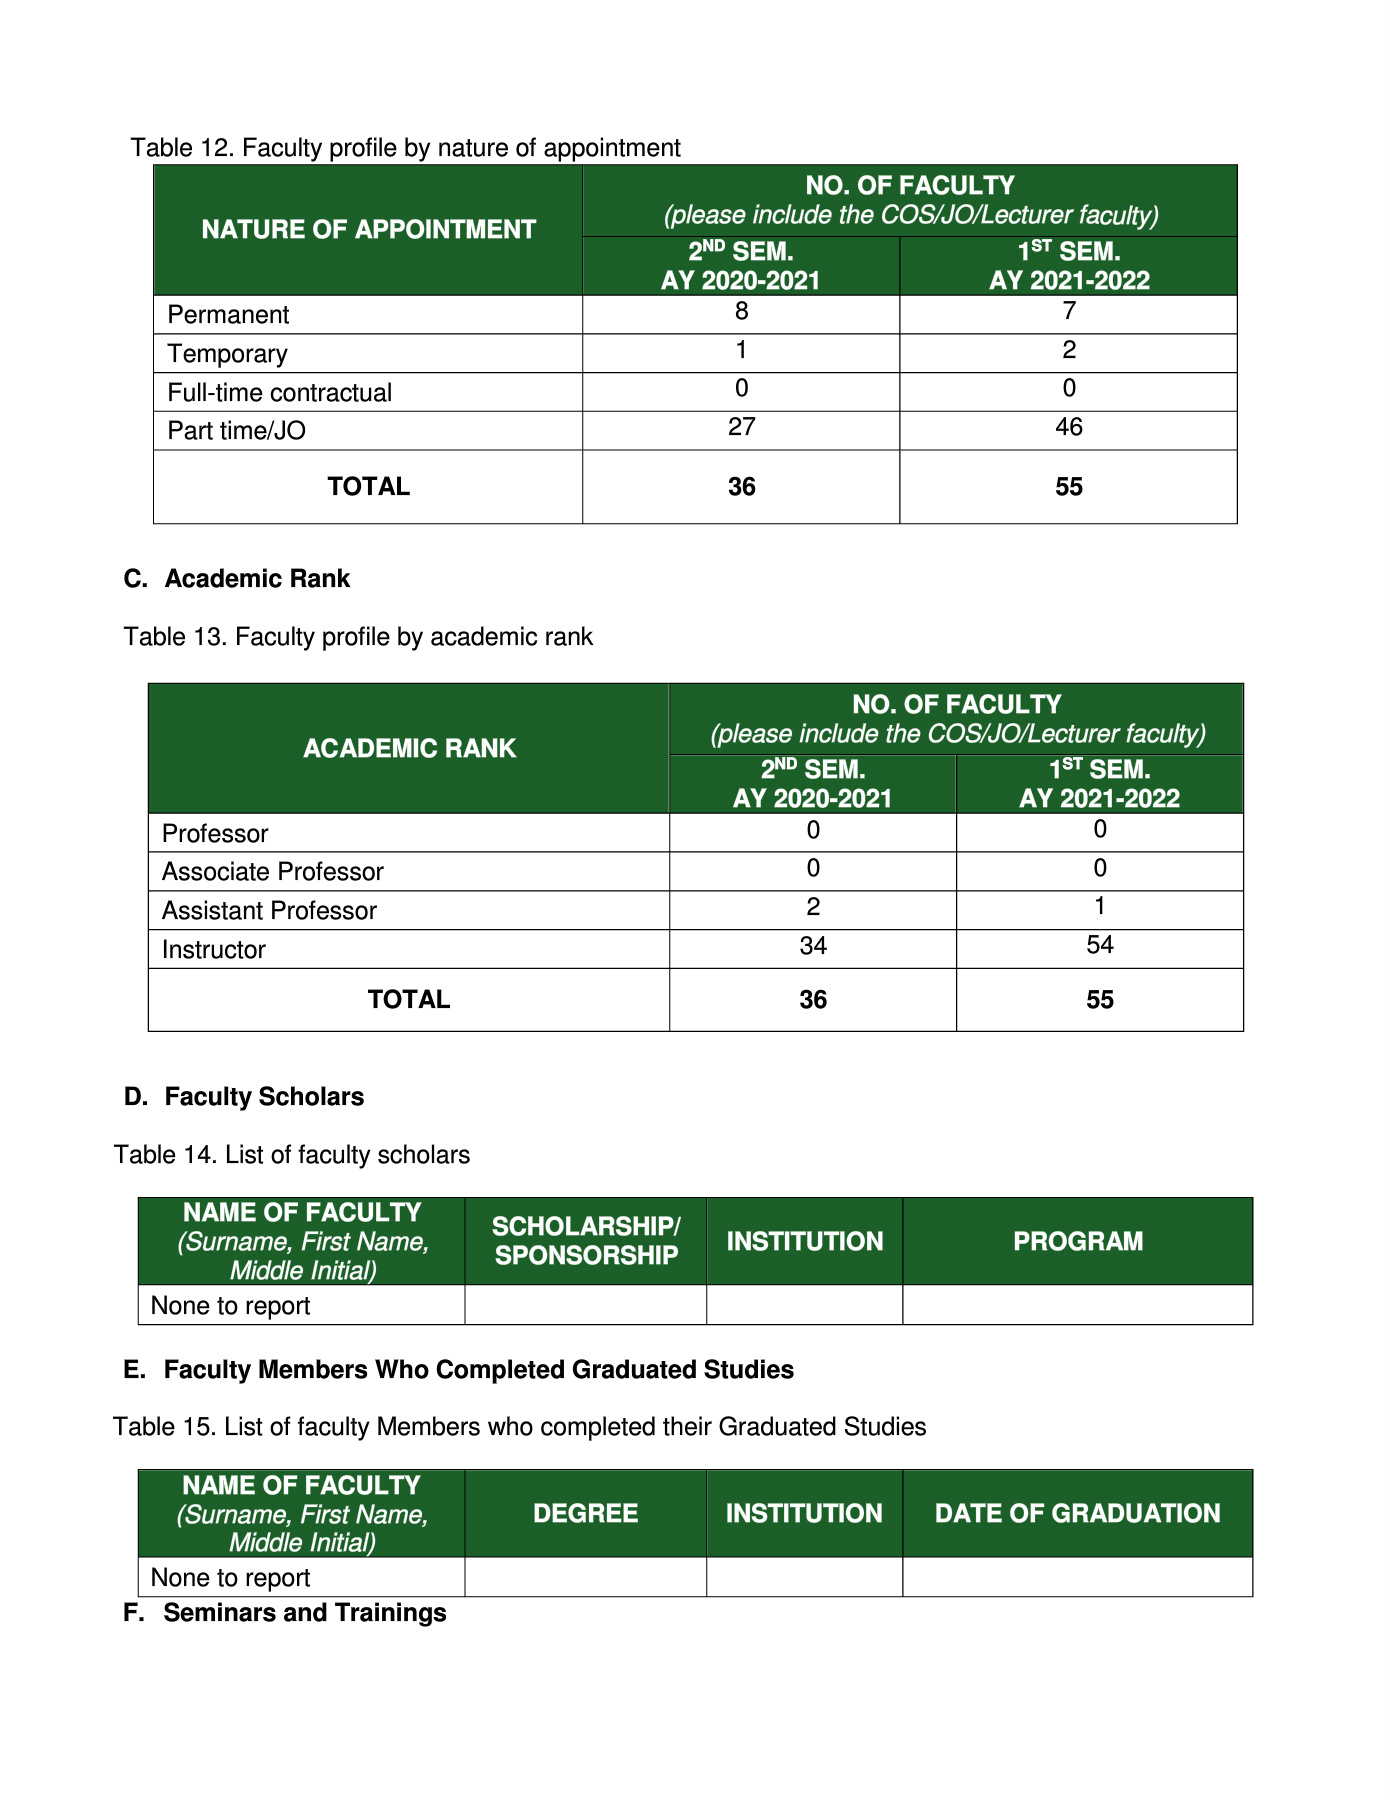 Table 12. Faculty profile by nature of appointment
NATURE OF APPOINTMENT
NO. OF FACULTY
(please include the COS/JO/Lecturer faculty)
2ND SEM.
AY 2020-2021
1ST SEM.
AY 2021-2022
Permanent 8 7
Temporary 1 2
Full-time contractual 0 0
Part time/JO 27 46
TOTAL 36 55
C. Academic Rank
Table 13. Faculty profile by academic rank
ACADEMIC RANK
NO. OF FACULTY
(please include the COS/JO/Lecturer faculty)
2ND SEM.
AY 2020-2021
1ST SEM.
AY 2021-2022
Professor 0 0
Associate Professor 0 0
Assistant Professor 2 1
Instructor 34 54
TOTAL 36 55
D. Faculty Scholars
Table 14. List of faculty scholars
NAME OF FACULTY
(Surname, First Name,
Middle Initial)
SCHOLARSHIP/
SPONSORSHIP
INSTITUTION
PROGRAM
None to report
E. Faculty Members Who Completed Graduated Studies
Table 15. List of faculty Members who completed their Graduated Studies
NAME OF FACULTY
(Surname, First Name,
Middle Initial)
DEGREE
INSTITUTION
DATE OF GRADUATION
None to report
F. Seminars and Trainings